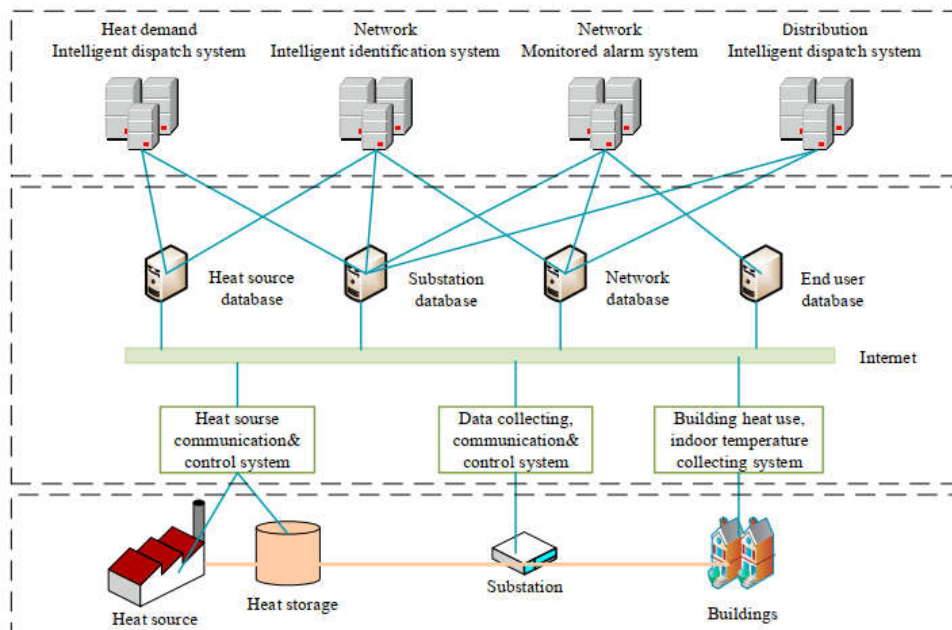 Heat demand
Intelligent dispatch system
Network
Intelligent identification system
Network
Monitored alarm system
Distribution
Intelligent dispatch system
Heat source
database
Substation
database
Network
database
End user
database
Internet
Heat sourse
communication&
control system
Data collecting,
communication&
control system
Building heat use,
indoor temperature
collecting system
Heat source
Heat storage
Substation
Buildings